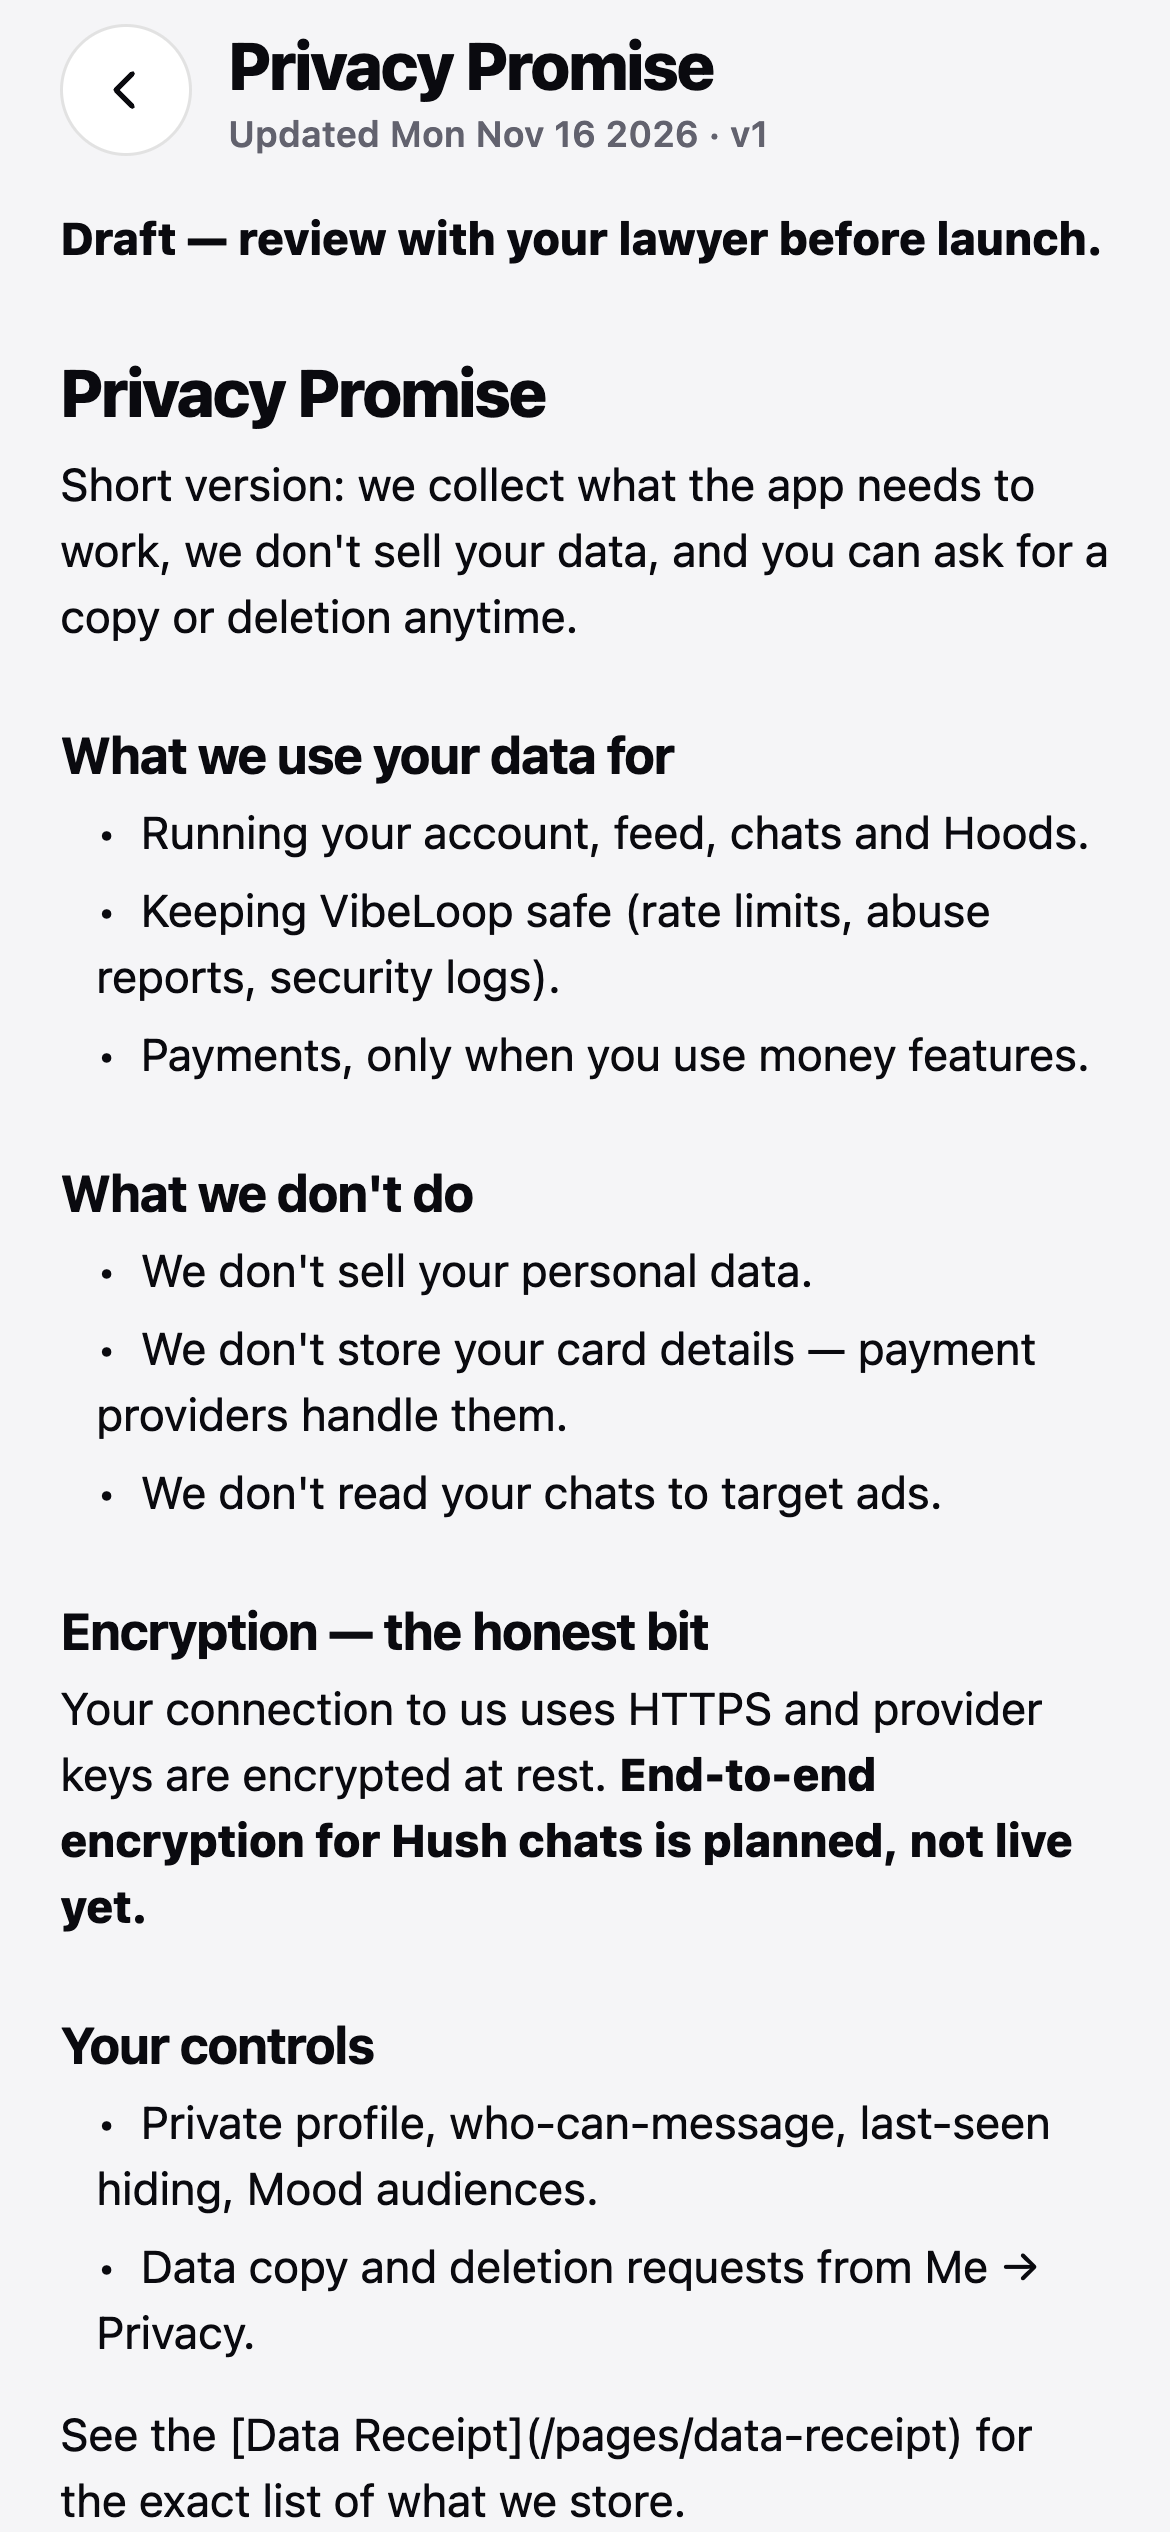 Privacy Promise
Updated Mon Nov 16 2026 · v1
Draft — review with your lawyer before launch.
Privacy Promise
Short version: we collect what the app needs to
work, we don't sell your data, and you can ask for a
copy or deletion anytime.
What we use your data for
• Running your account, feed, chats and Hoods.
• Keeping VibeLoop safe (rate limits, abuse
reports, security logs).
• Payments, only when you use money features.
What we don't do
• We don't sell your personal data.
• We don't store your card details — payment
providers handle them.
• We don't read your chats to target ads.
Encryption — the honest bit
Your connection to us uses HTTPS and provider
keys are encrypted at rest. End-to-end
encryption for Hush chats is planned, not live
yet.
Your controls
• Private profile, who-can-message, last-seen
hiding, Mood audiences.
• Data copy and deletion requests from Me →
Privacy.
See the [Data Receipt](/pages/data-receipt) for
the exact list of what we store.